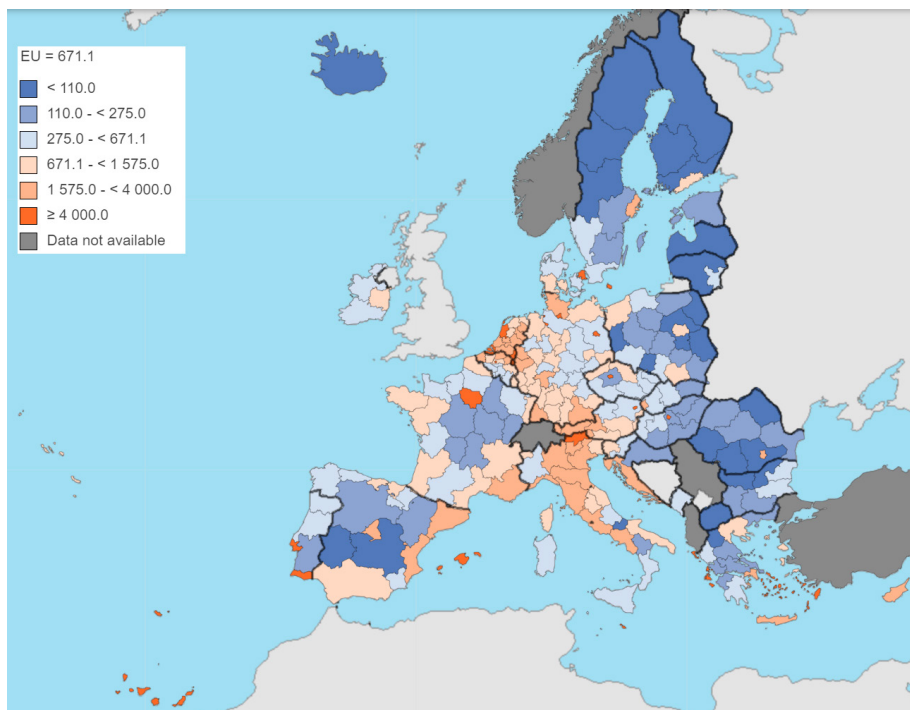 EU = 671.1
< 110.0
110.0 - < 275.0
275.0 - < 671.1
671.1 - < 1 575.0
1 575.0 - < 4 000.0
≥ 4 000.0
Data not available